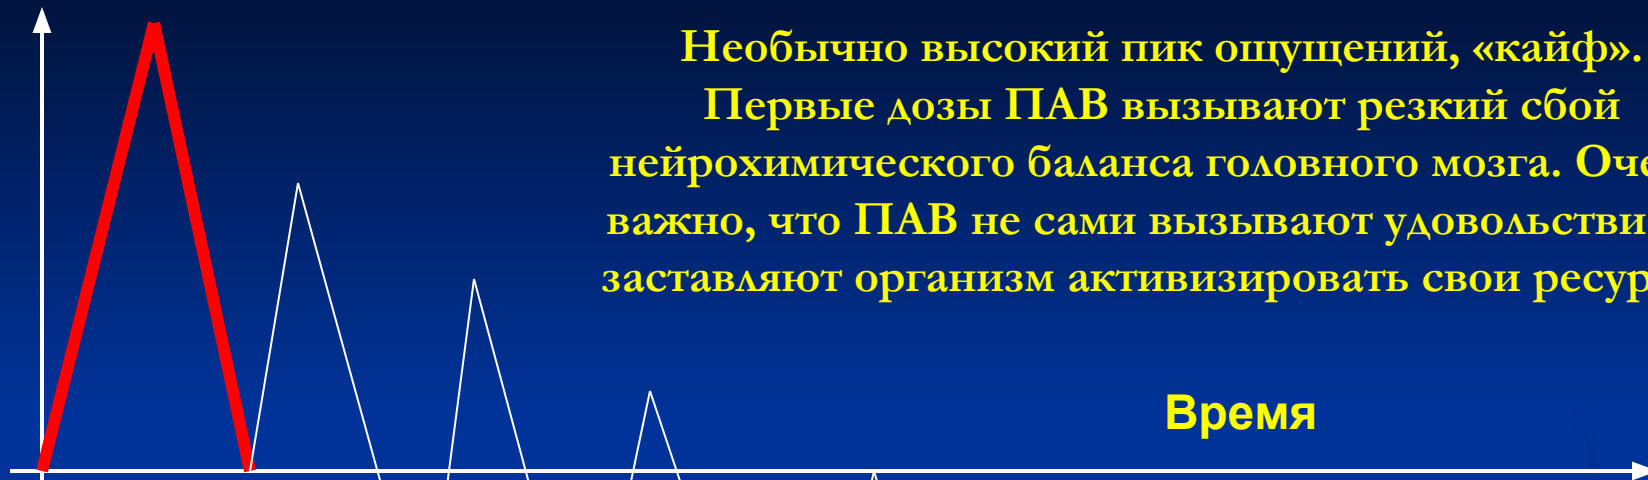 Необычно высокий пик ощущений, «кайф».
Первые дозы ПАВ вызывают резкий сбой
нейрохимического баланса головного мозга.
важно, что ПАВ не сами вызывают
заставляют организм активизировать свои
Время